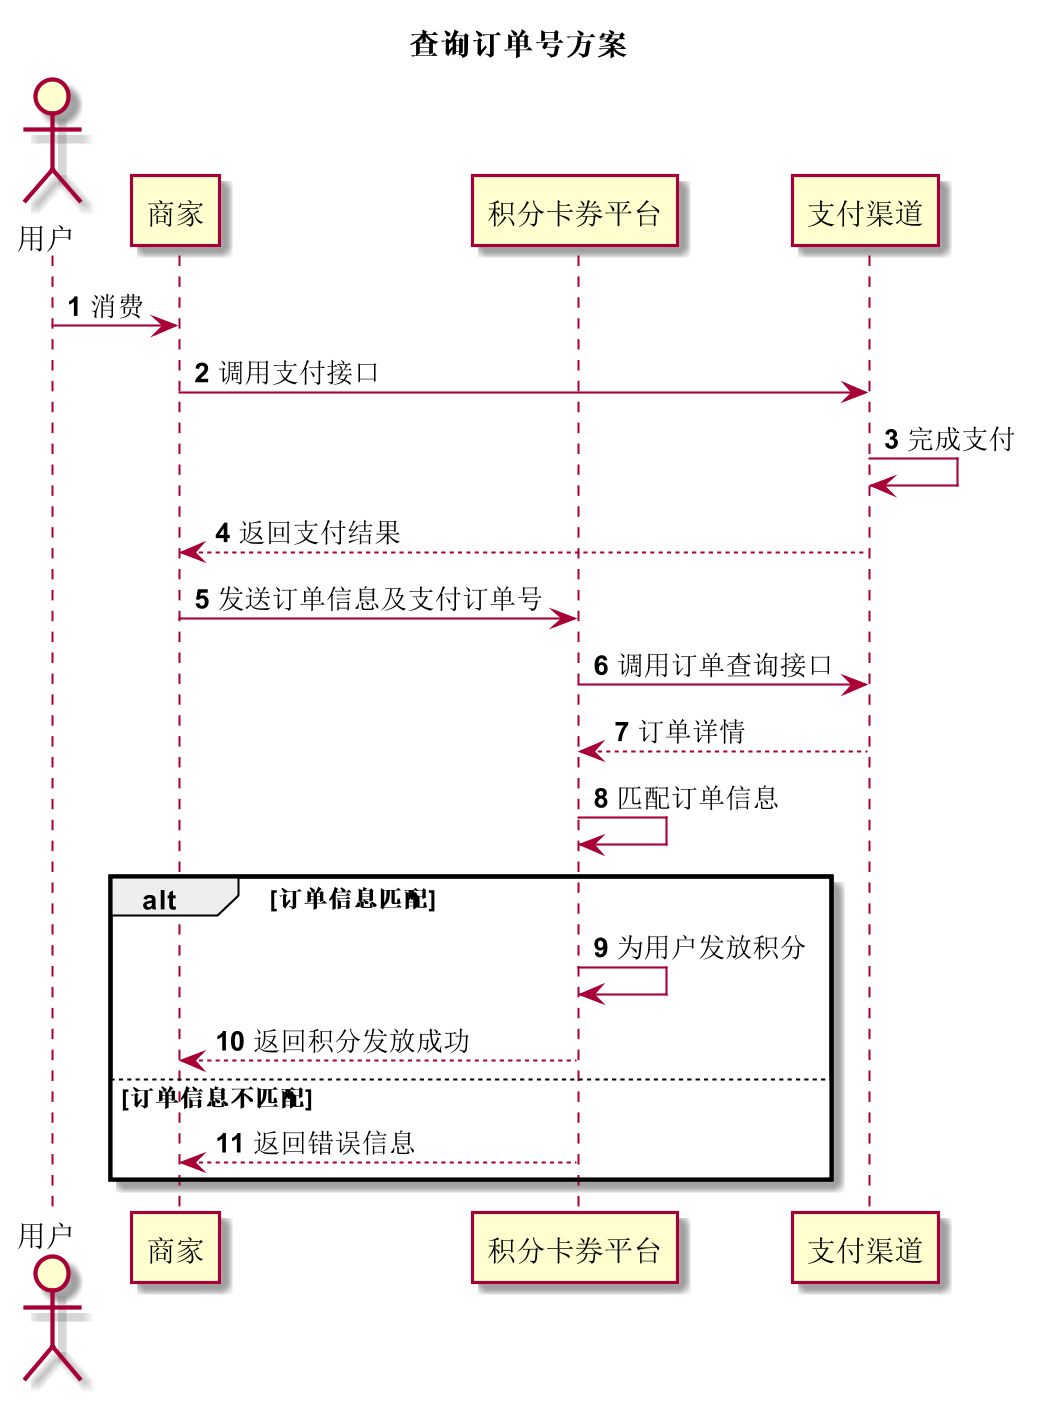 查询订单号方案
用户
商家
积分卡券平台
支付渠道
1 消费
2 调用支付接口
3 完成支付
4 返回支付结果
5 发送订单信息及支付订单号
6 调用订单查询接口
7 订单详情
8 匹配订单信息
alt [订单信息匹配]
9 为用户发放积分
10 返回积分发放成功
[订单信息不匹配]
11 返回错误信息
用户
商家
积分卡券平台
支付渠道